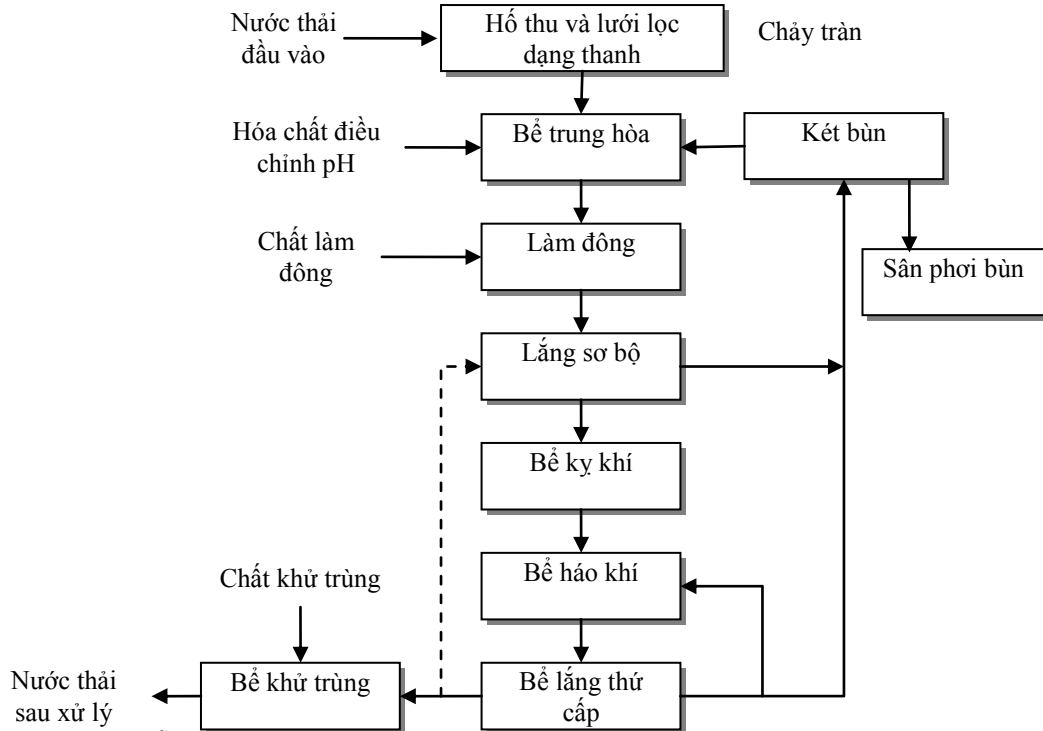 Nước thải
đầu vào
Hố thu và lưới lọc
dạng thanh
Chảy tràn
Hóa chất điều
chỉnh pH
Bể trung hòa
Két bùn
Chất làm
đông
Làm đông
Sân phơi bùn
Lắng sơ bộ
Bể kỵ khí
Bể háo khí
Chất khử trùng
Nước thải
sau xử lý
Bể khử trùng
Bể lắng thứ
cấp